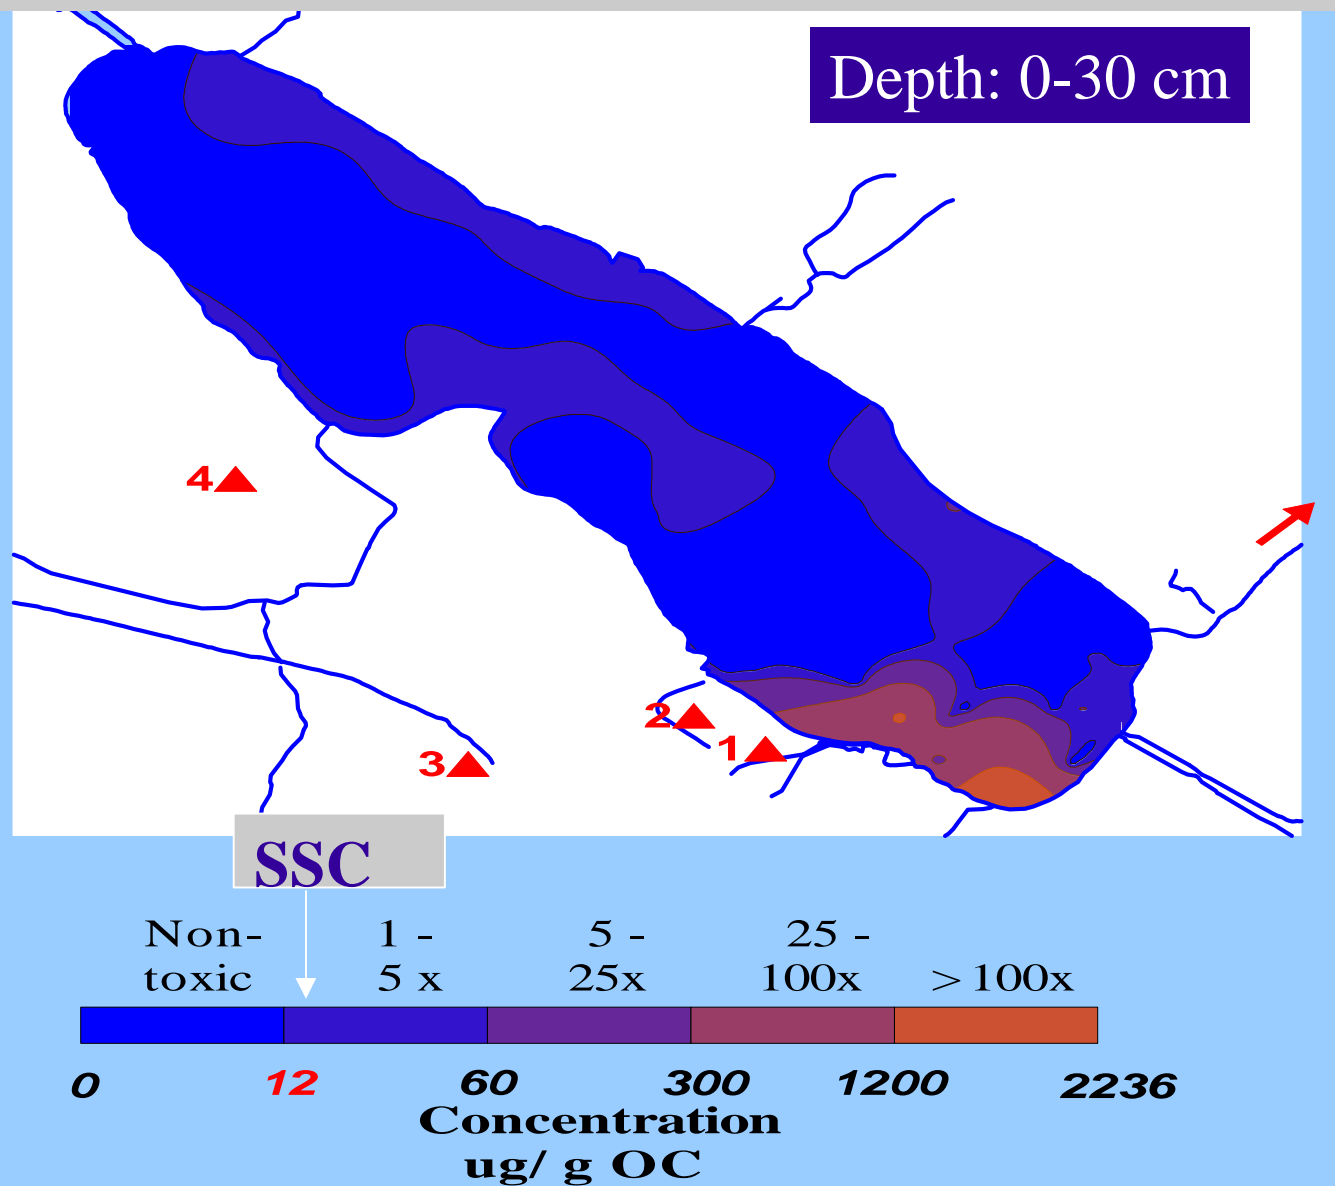 Depth: 0-30 cm
4
2
1
3
SSC
Non- 1 - 5 - 25 -
toxic 5 x 25x 100x > 100x
0 12 60 300 1200 2236
Concentration
ug/ g OC